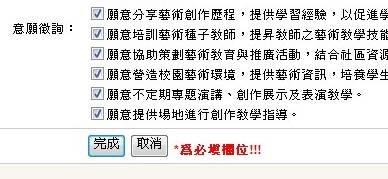 意願徵詢：
願意分享藝術創作歷程，提供學習經驗，以促進學
願意培訓藝術種子教師，提昇教師之藝術教學技能
願意協助策劃藝術教育與推廣活動，結合社區資源
願意營造校園藝術環境，提供藝術資訊，培養學生
願意不定期專題演講、創作展示及表演教學。
願意提供場地進行創作教學指導。
完成 取消 *為必填欄位!!!